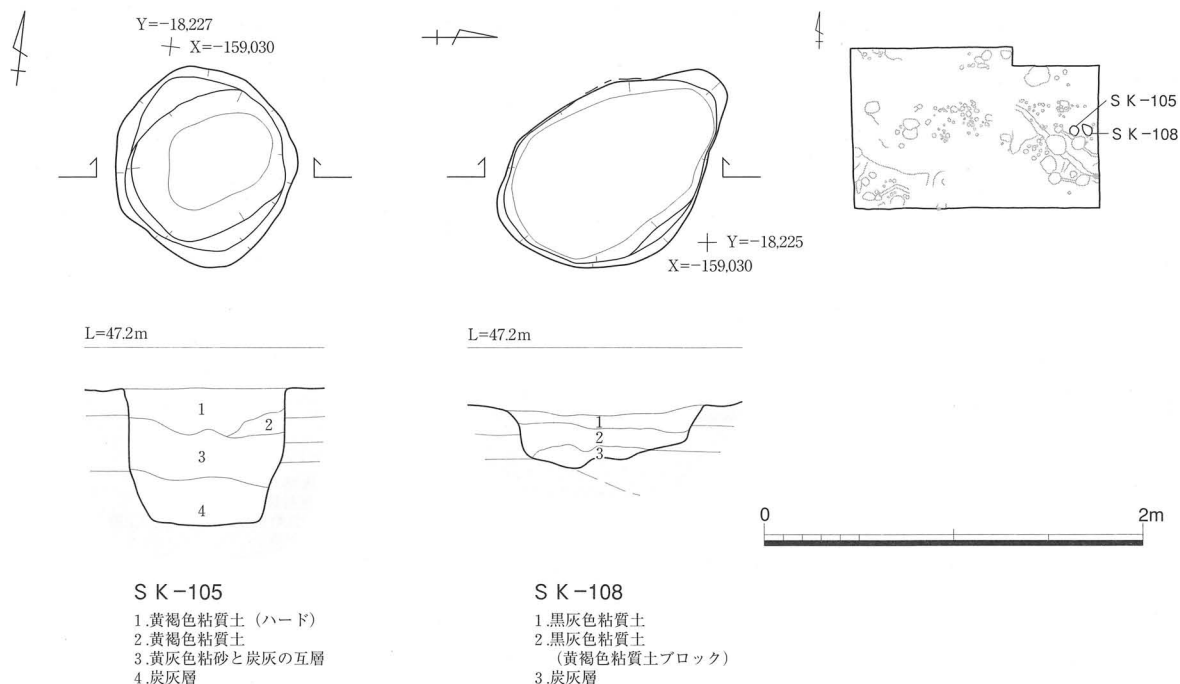 Y=−18,227
X=−159,030
Y=−18,225
X=−159,030
SK−105
SK−108
L=47.2m
1
2
3
4
L=47.2m
1
2
3
0
2m
SK−105
1.黄褐色粘質土（ハード）
2.黄褐色粘質土
3.黄灰色粘砂と炭灰の互層
4.炭灰層
SK−108
1.黒灰色粘質土
2.黒灰色粘質土
（黄褐色粘質土ブロック）
3.炭灰層